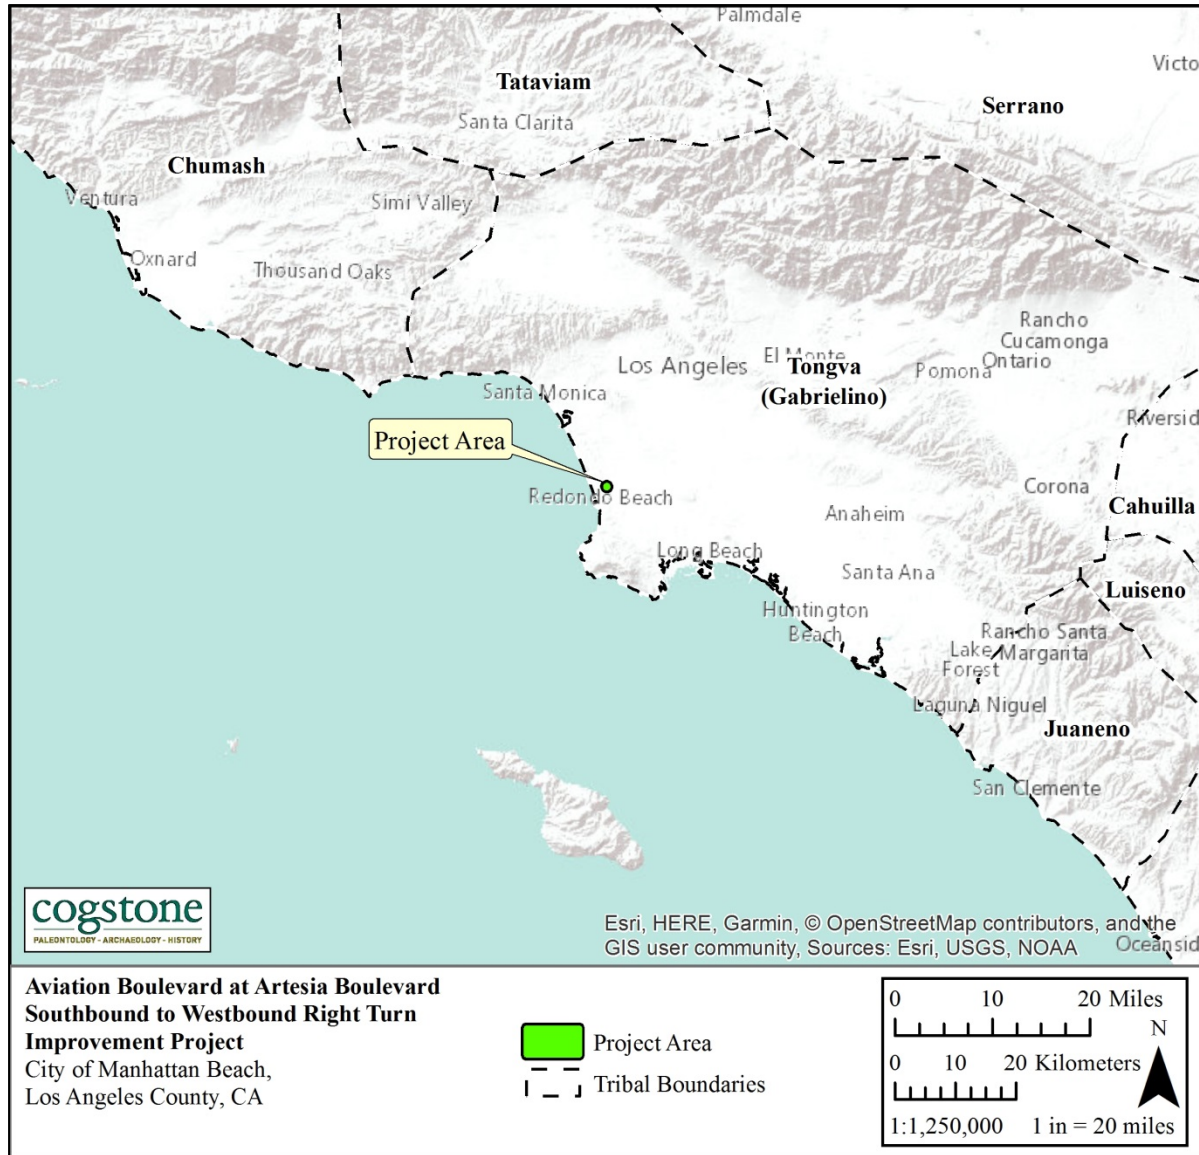 Palmdale
Victo
Tataviam
Serrano
Santa Clarita
Chumash
Ventura
Simi Valley
Oxnard
Thousand Oaks
Rancho
Cucamonga
Los Angeles
El Monte
Ontario
Tongva
(Gabrielino)
Pomona
Santa Monica
Riversid
Project Area
Redondo Beach
Corona
Cahuilla
Anaheim
Long Beach
Santa Ana
Luiseno
Huntington
Beach
Rancho Santa
Margarita
Lake
Forest
Laguna Niguel
Juaneno
San Clemente
Oceansid
cogstone
PALEONTOLOGY - ARCHAEOLOGY - HISTORY
Esri, HERE, Garmin, © OpenStreetMap contributors, and the
GIS user community, Sources: Esri, USGS, NOAA
Aviation Boulevard at Artesia Boulevard
Southbound to Westbound Right Turn
Improvement Project
City of Manhattan Beach,
Los Angeles County, CA
Project Area
Tribal Boundaries
0 10 20 Miles
N
0 10 20 Kilometers
1:1,250,000 1 in = 20 miles